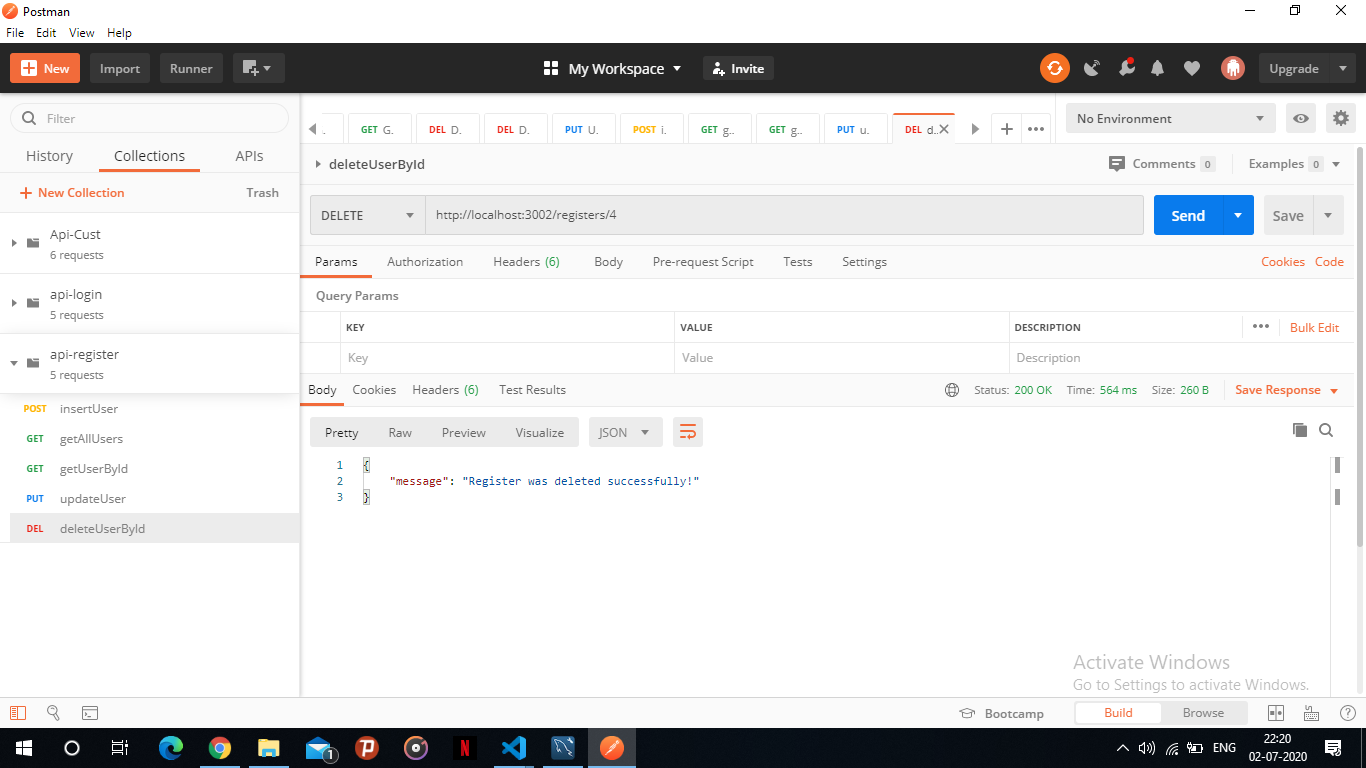 Postman
File Edit View Help
New Import Runner My Workspace Invite Upgrade
Filter
History Collections APIs
New Collection Trash
Api-Cust
6 requests
api-login
5 requests
api-register
5 requests
POST insertUser
GET getAllUsers
GET getUserById
PUT updateUser
DEL deleteUserById
. GET G. DEL D. DEL D. PUT U. POST i. GET g.. GET g.. PUT u. DEL d.. No Environment
deleteUserById Comments 0 Examples 0
DELETE http://localhost:3002/registers/4 Send Save
Params Authorization Headers (6) Body Pre-request Script Tests Settings Cookies Code
Query Params
KEY VALUE DESCRIPTION Bulk Edit
Key Value Description
Body Cookies Headers (6) Test Results Status: 200 OK Time: 564 ms Size: 260 B Save Response
Pretty Raw Preview Visualize JSON
1 {
2 "message": "Register was deleted successfully!"
3 }
Activate Windows
Go to Settings to activate Windows.
Bootcamp Build Browse
1 N ENG 22:20
02-07-2020